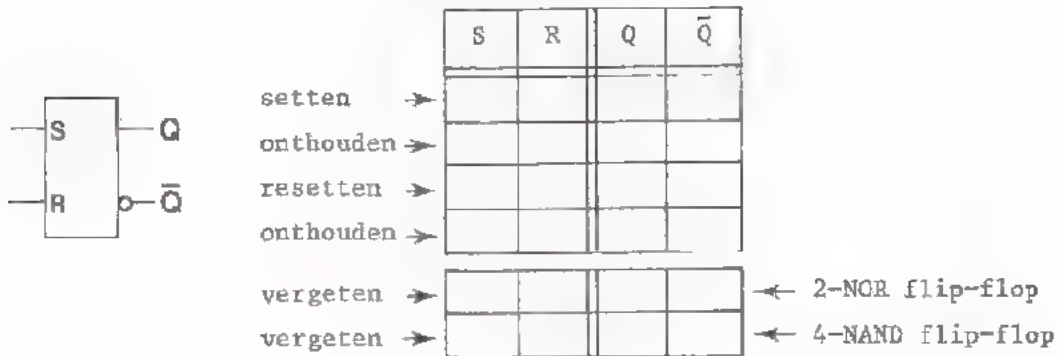 S R Q Q̄
setten
S Q
onthouden
resetten
R Q̄
onthouden
vergeten 2-NOR flip-flop
vergeten 4-NAND flip-flop